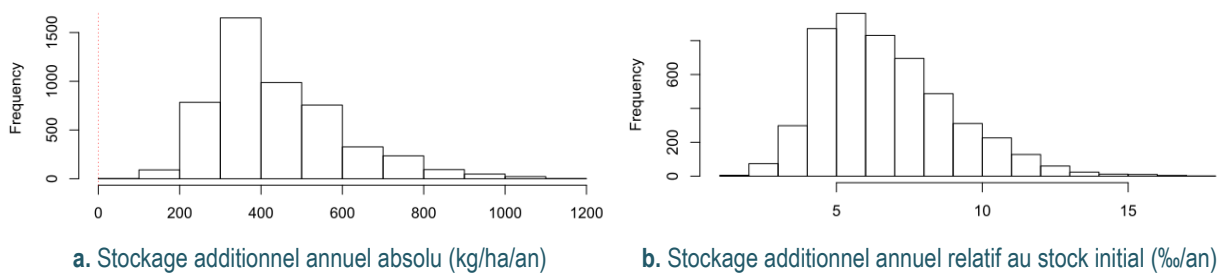 Frequency
0 500 1000 1500
0 200 400 600 800 1000 1200
a. Stockage additionnel annuel absolu (kg/ha/an)
Frequency
0 200 600
5 10 15
b. Stockage additionnel annuel relatif au stock initial (‰/an)